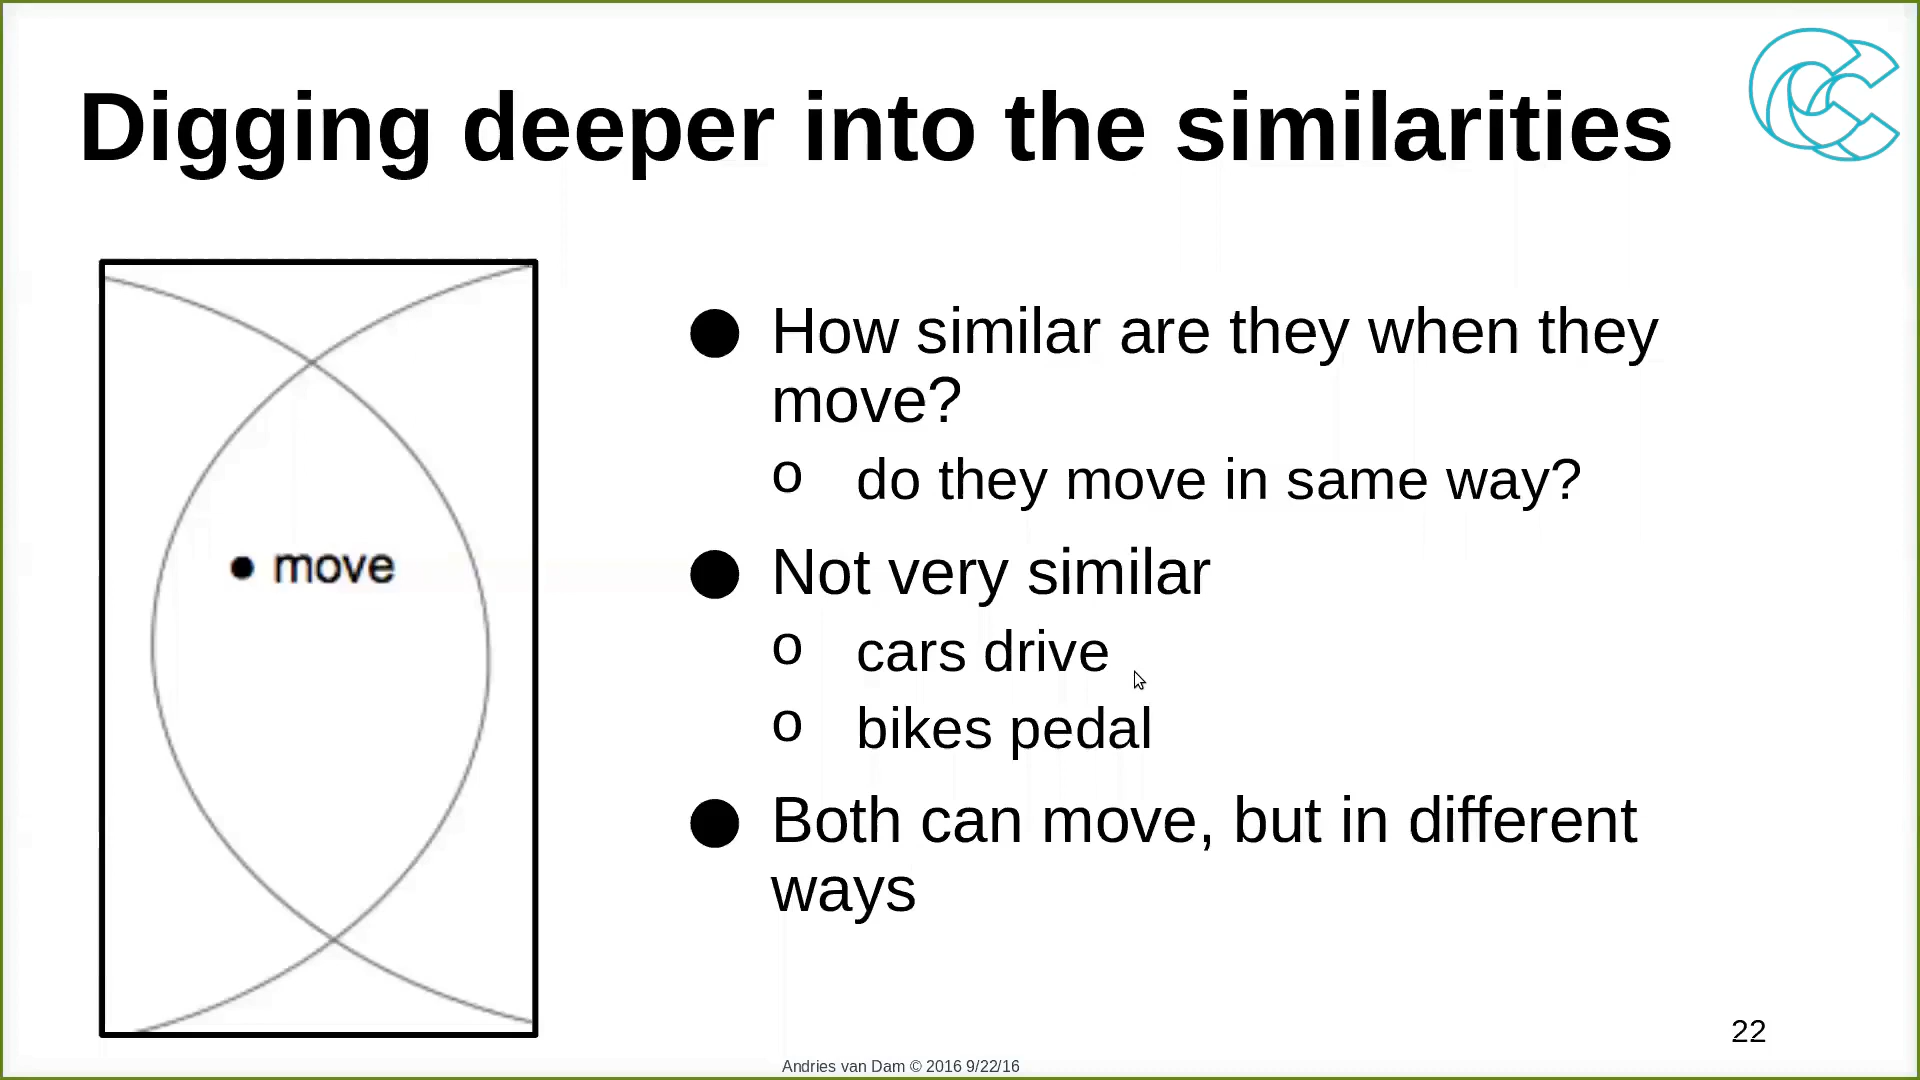 Digging deeper into the similarities
● move
● How similar are they when they
move?
o do they move in same way?
● Not very similar
o cars drive
o bikes pedal
● Both can move, but in different
ways
22
Andries van Dam © 2016 9/22/16